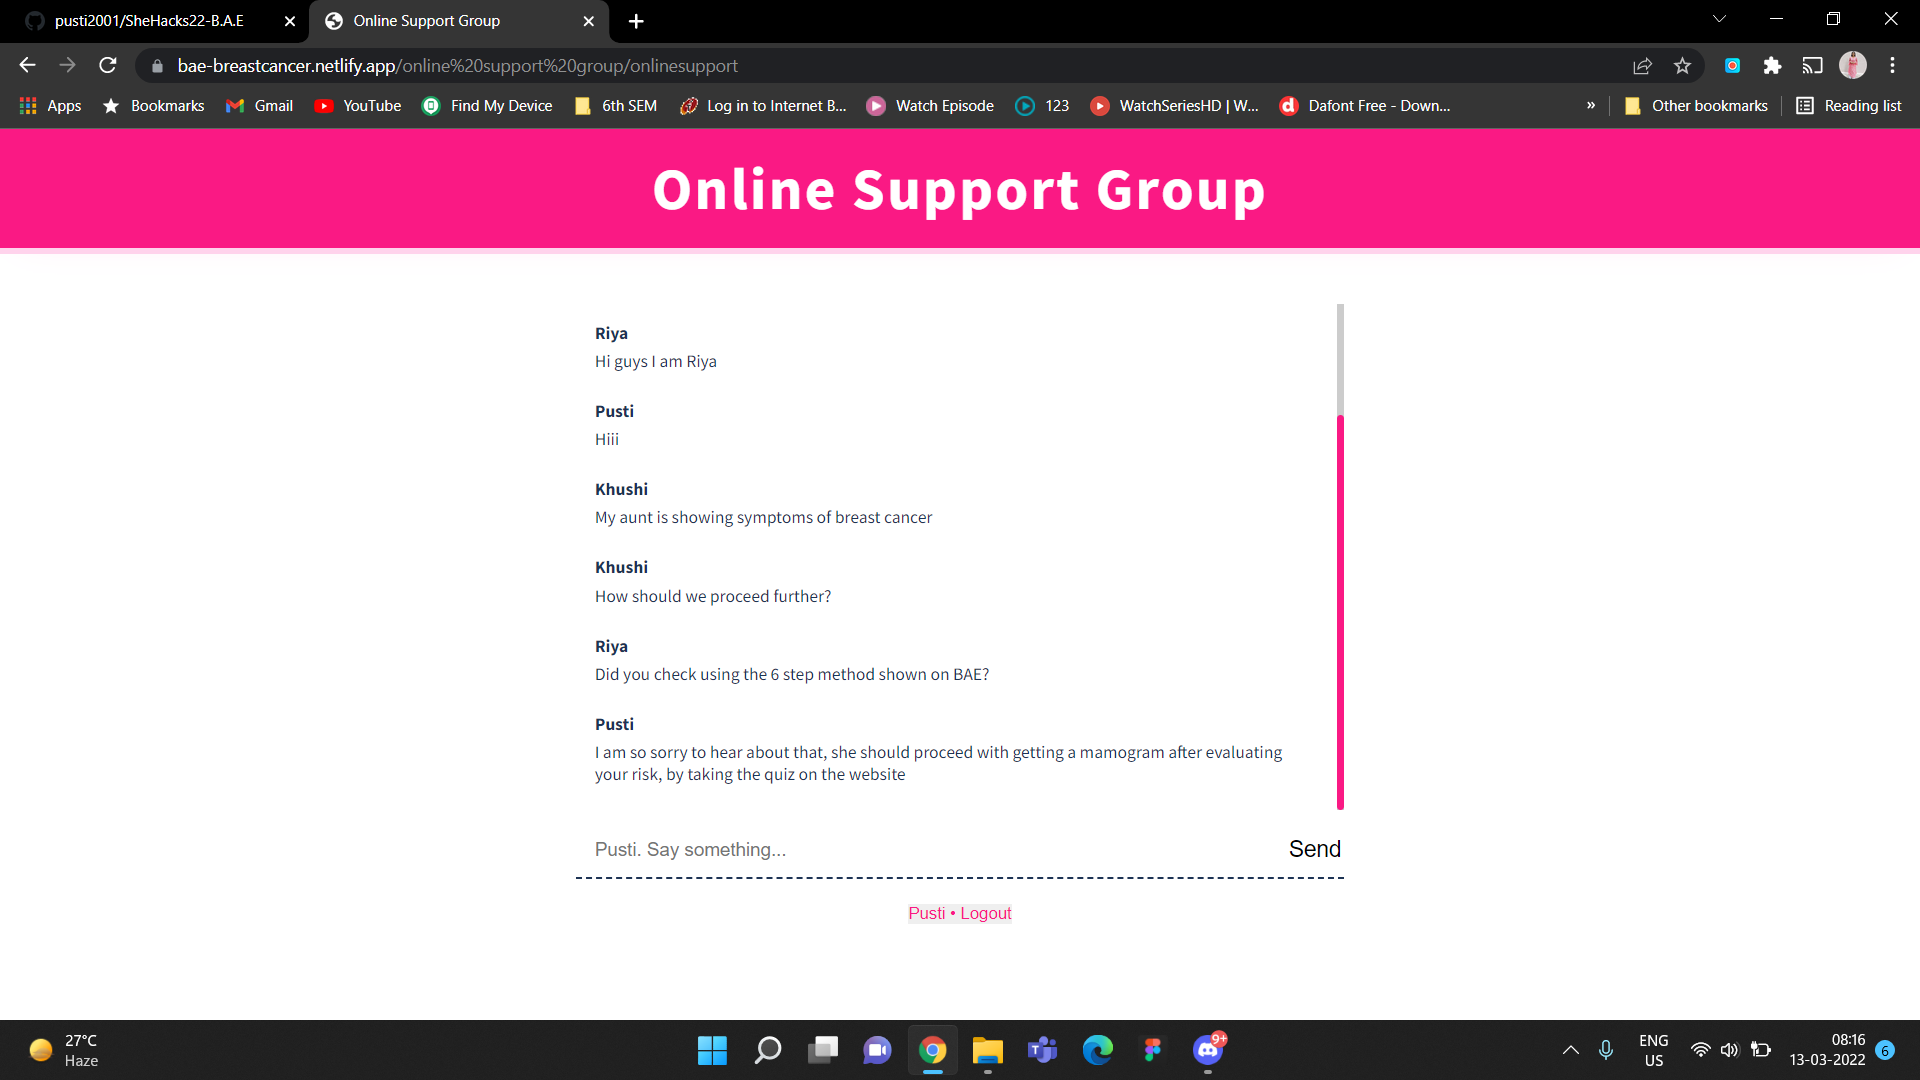 pusti2001/SheHacks22-B.A.E
Online Support Group
bae-breastcancer.netlify.app/online%20support%20group/onlinesupport
Apps Bookmarks Gmail YouTube Find My Device 6th SEM Log in to Internet B... Watch Episode 123 WatchSeriesHD | W... Dafont Free - Down... » Other bookmarks Reading list
Online Support Group
Riya
Hi guys I am Riya
Pusti
Hiii
Khushi
My aunt is showing symptoms of breast cancer
Khushi
How should we proceed further?
Riya
Did you check using the 6 step method shown on BAE?
Pusti
I am so sorry to hear about that, she should proceed with getting a mamogram after evaluating
your risk, by taking the quiz on the website
Pusti. Say something...
Send
Pusti • Logout
27°C
Haze
9+
ENG
US
08:16
13-03-2022
6